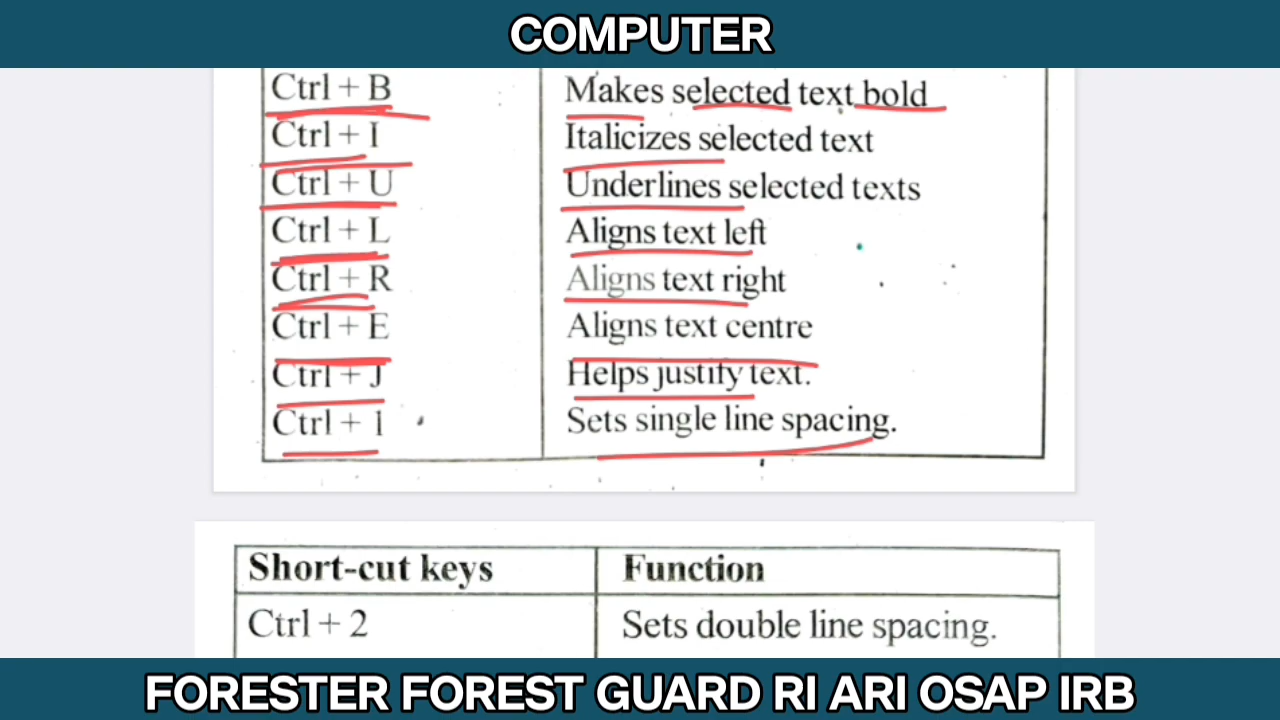 COMPUTER
Ctrl + B Makes selected text bold
Ctrl + I Italicizes selected text
Ctrl + U Underlines selected texts
Ctrl + L Aligns text left
Ctrl + R Aligns text right
Ctrl + E Aligns text centre
Ctrl + J Helps justify text.
Ctrl + 1 Sets single line spacing.
Short-cut keys Function
Ctrl + 2 Sets double line spacing.
FORESTER FOREST GUARD RI ARI OSAP IRB